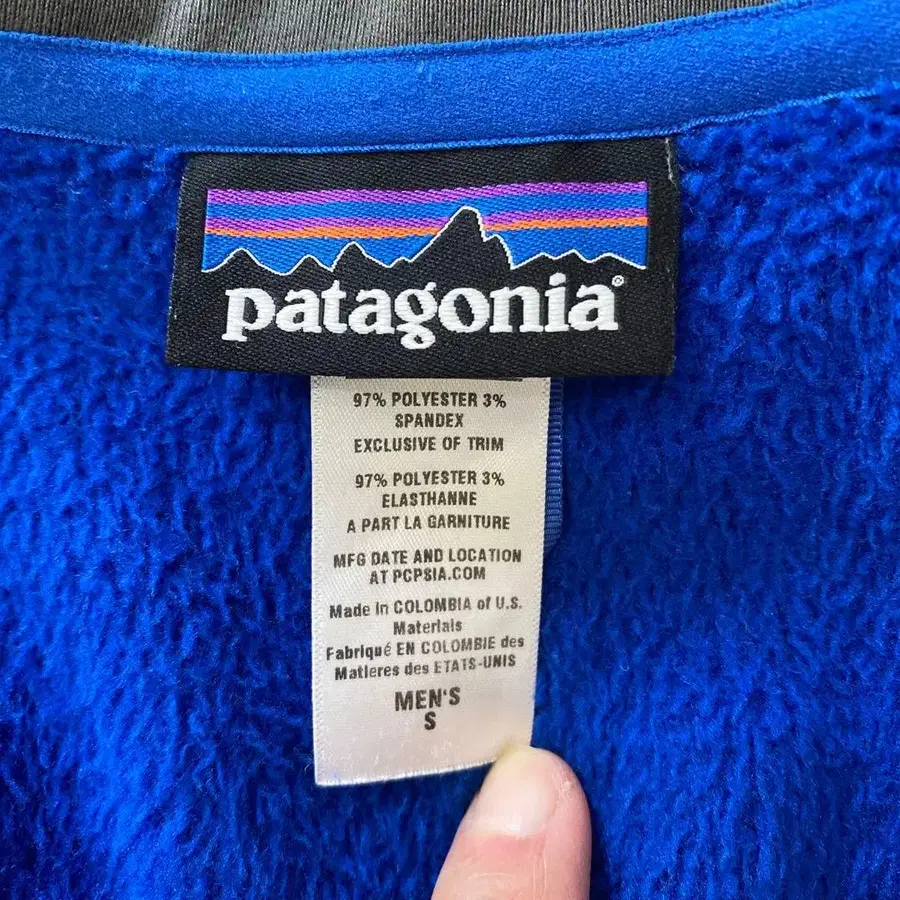 patagonia®
97% POLYESTER 3%
SPANDEX
EXCLUSIVE OF TRIM
97% POLYESTER 3%
ELASTHANNE
A PART LA GARNITURE
MFG DATE AND LOCATION
AT PCPSIA.COM
Made in COLOMBIA of U.S.
Materials
Fabriqué EN COLOMBIE des
Matieres des ETATS-UNIS
MEN'S
S